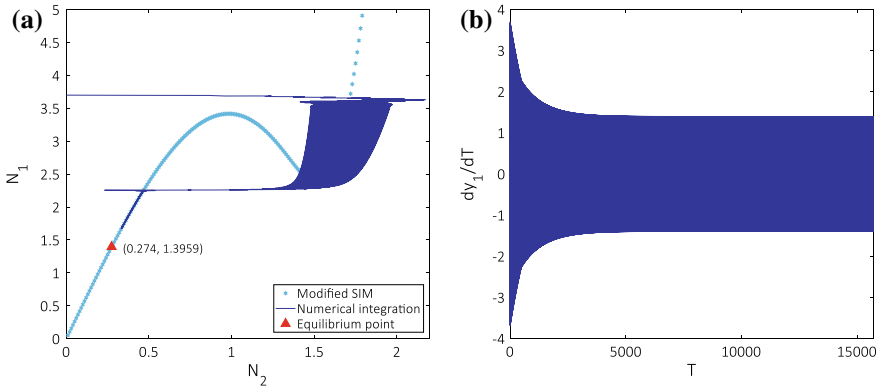 (a)
5
4.5
4
3.5
3
2.5
2
1.5
1
0.5
0
N1
0 0.5 1 1.5 2
N2
(0.274, 1.3959)
Modified SIM
Numerical integration
Equilibrium point
(b)
4
3
2
1
0
-1
-2
-3
-4
dy1/dT
0 5000 10000 15000
T